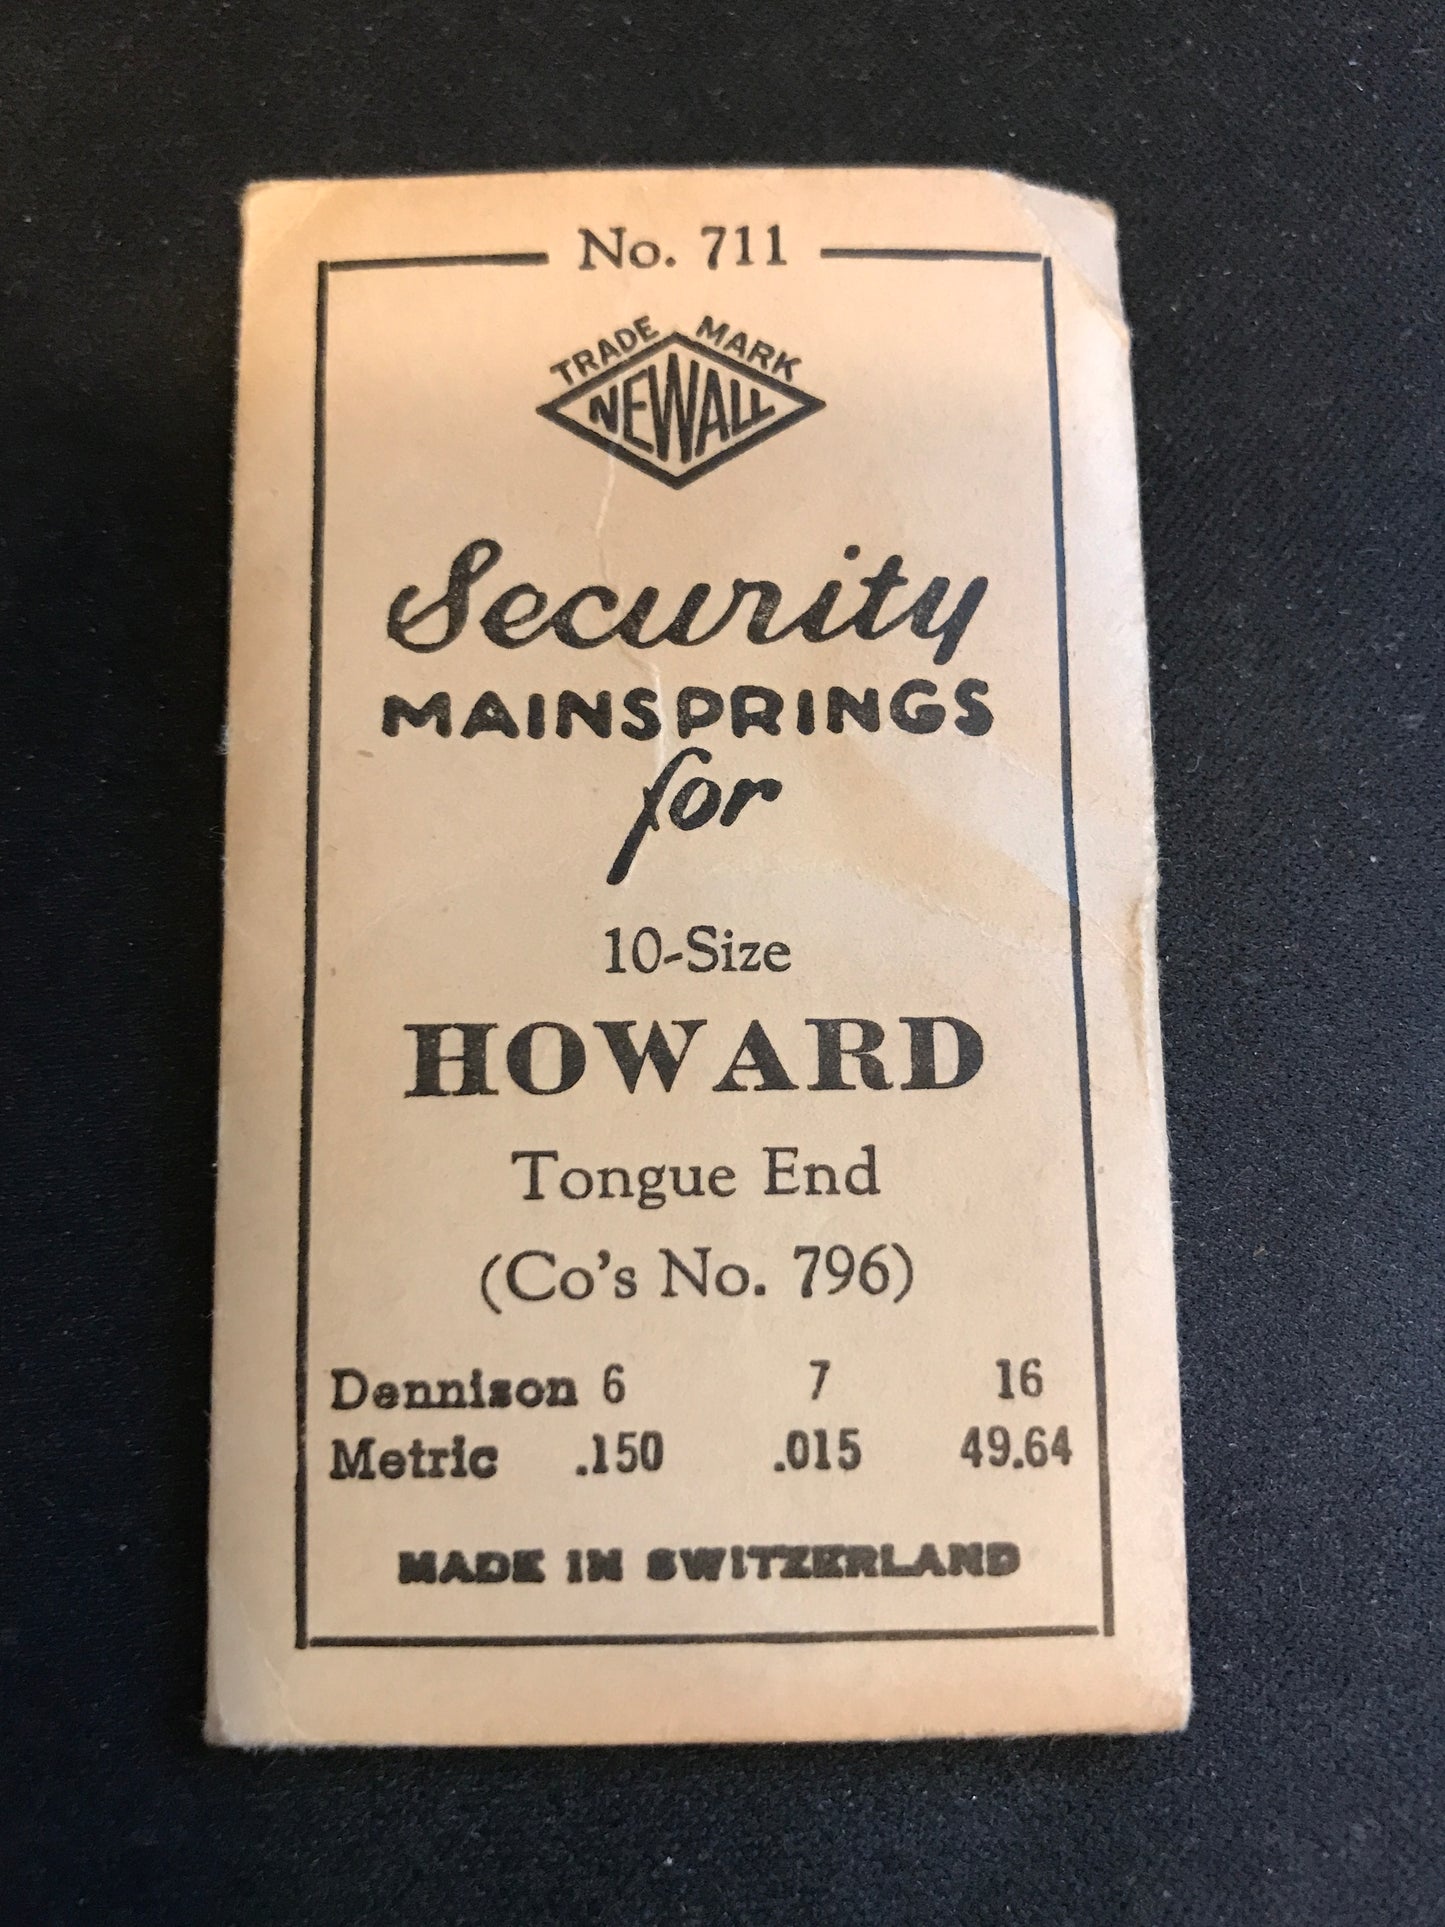 No. 711
TRADE MARK
NEWALL
Security
MAINSPRINGS
for
10-Size
HOWARD
Tongue End
(Co's No. 796)
Dennison 6 7 16
Metric .150 .015 49.64
MADE IN SWITZERLAND